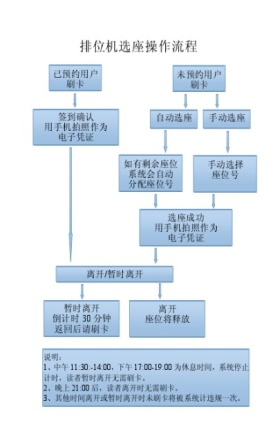 排位机选座操作流程
已预约用户
刷卡
未预约用户
刷卡
签到确认
用手机拍照作为
电子凭证
自动选座
手动选座
如有剩余座位
系统会自动
分配座位号
手动选择
座位号
选座成功
用手机拍照作为
电子凭证
离开/暂时离开
暂时离开
倒计时 30 分钟
返回后请刷卡
离开
座位将释放
说明:
1、中午 11:30 -14:00，下午 17:00-19:00 为休息时间，系统停止
计时，读者暂时离开无需刷卡。
2、晚上 21:00 后，读者离开时无需刷卡。
3、其他时间离开或暂时离开时未刷卡将被系统计违规一次。